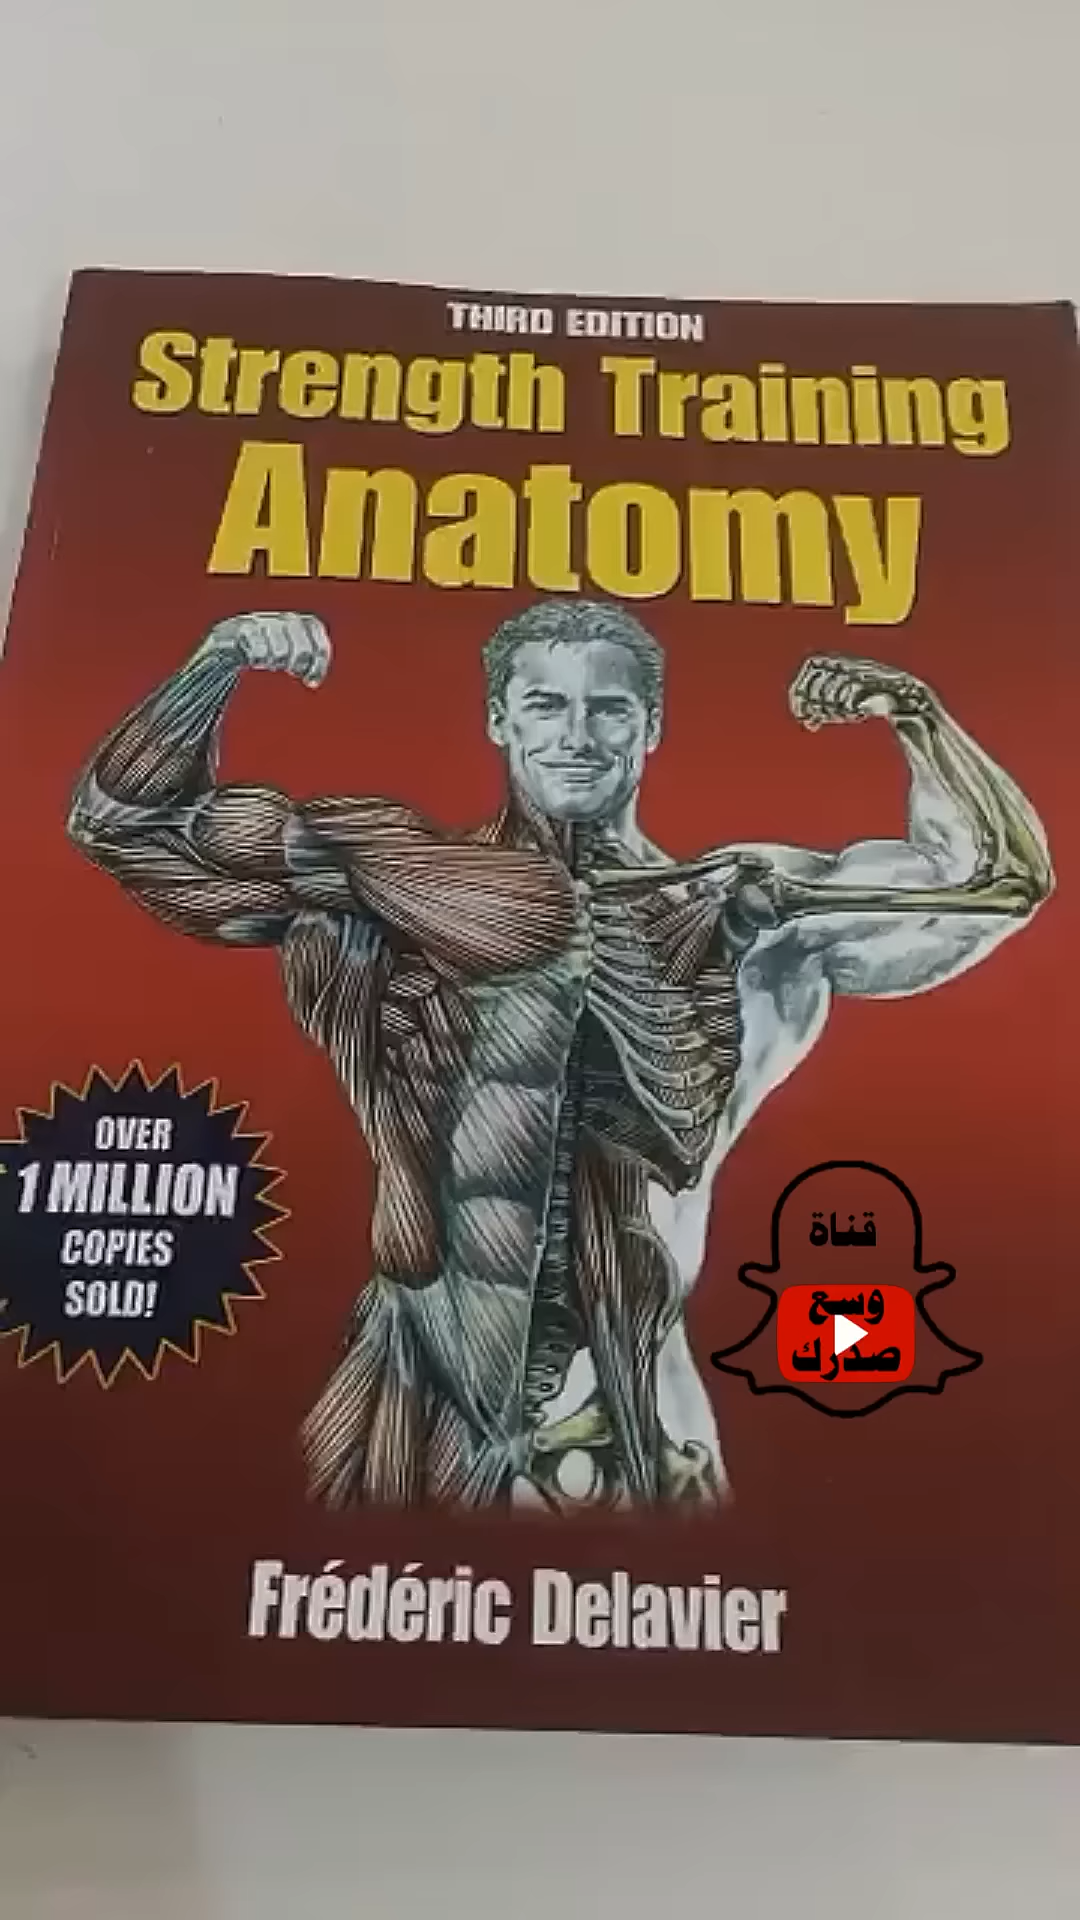 THIRD EDITION
Strength Training
Anatomy
OVER
1 MILLION
COPIES
SOLD!
قناة
وسع
صدرك
Frédéric Delavier